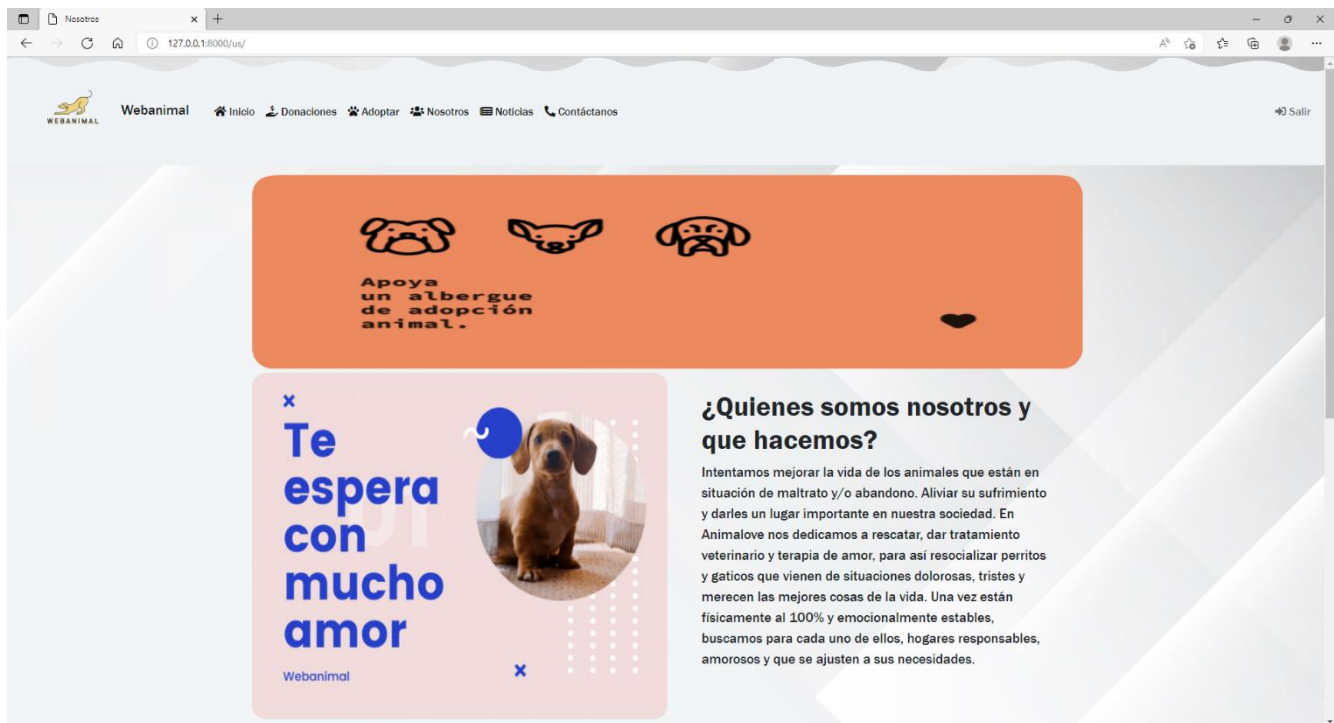 Nosotros
127.0.0.1:8000/us/
WEBANIMAL
Webanimal
Inicio
Donaciones
Adoptar
Nosotros
Noticias
Contáctanos
Salir
Apoya
un albergue
de adopción
animal.
Te
espera
con
mucho
amor
Webanimal
¿Quienes somos nosotros y
que hacemos?
Intentamos mejorar la vida de los animales que están en
situación de maltrato y/o abandono. Aliviar su sufrimiento
y darles un lugar importante en nuestra sociedad. En
Animalove nos dedicamos a rescatar, dar tratamiento
veterinario y terapia de amor, para así resocializar perritos
y gaticos que vienen de situaciones dolorosas, tristes y
merecen las mejores cosas de la vida. Una vez están
físicamente al 100% y emocionalmente estables,
buscamos para cada uno de ellos, hogares responsables,
amorosos y que se ajusten a sus necesidades.